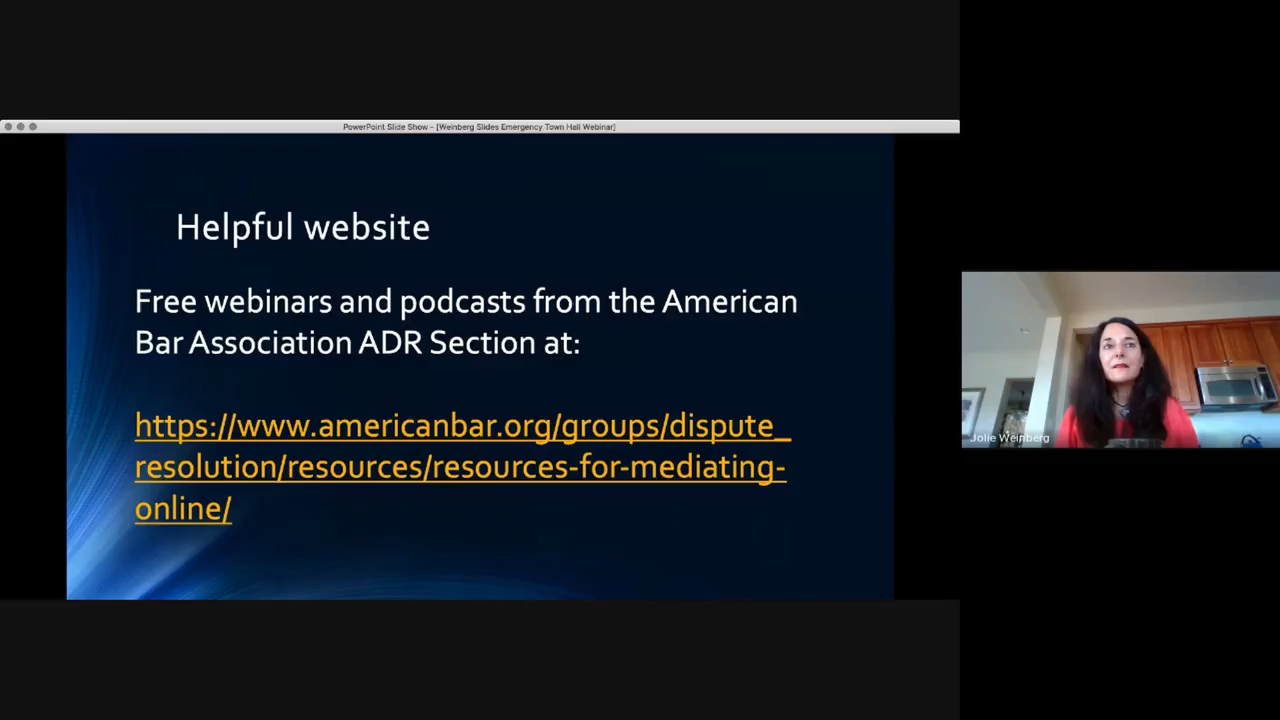 PowerPoint Slide Show - [Weinberg Slides Emergency Town Hall Webinar]
Helpful website
Free webinars and podcasts from the American
Bar Association ADR Section at:
https://www.americanbar.org/groups/dispute_
resolution/resources/resources-for-mediating-
online/
Jolie Weinberg